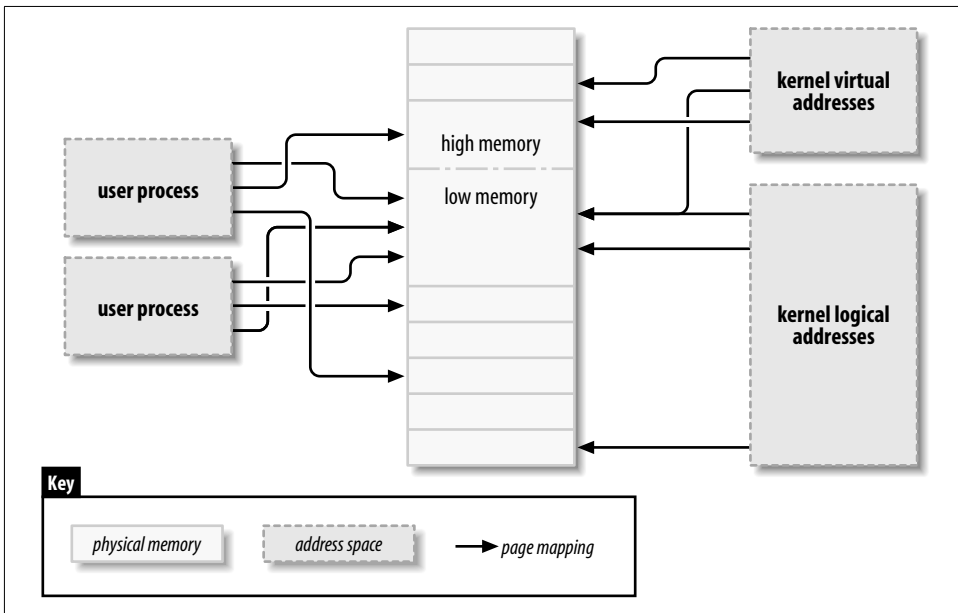 kernel virtual
addresses
high memory
user process
low memory
user process
kernel logical
addresses
Key
physical memory
address space
page mapping